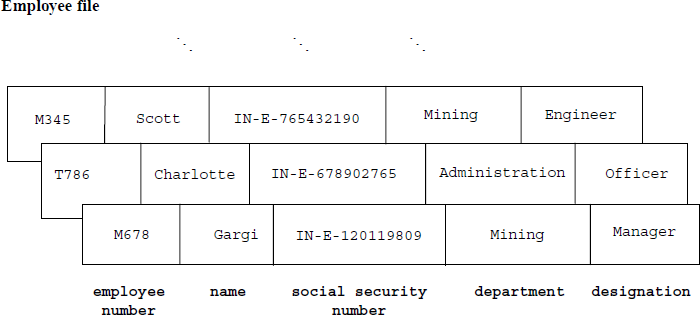 Employee file
M345 Scott IN-E-765432190 Mining Engineer
T786 Charlotte IN-E-678902765 Administration Officer
M678 Gargi IN-E-120119809 Mining Manager
employee name social security department designation
number number